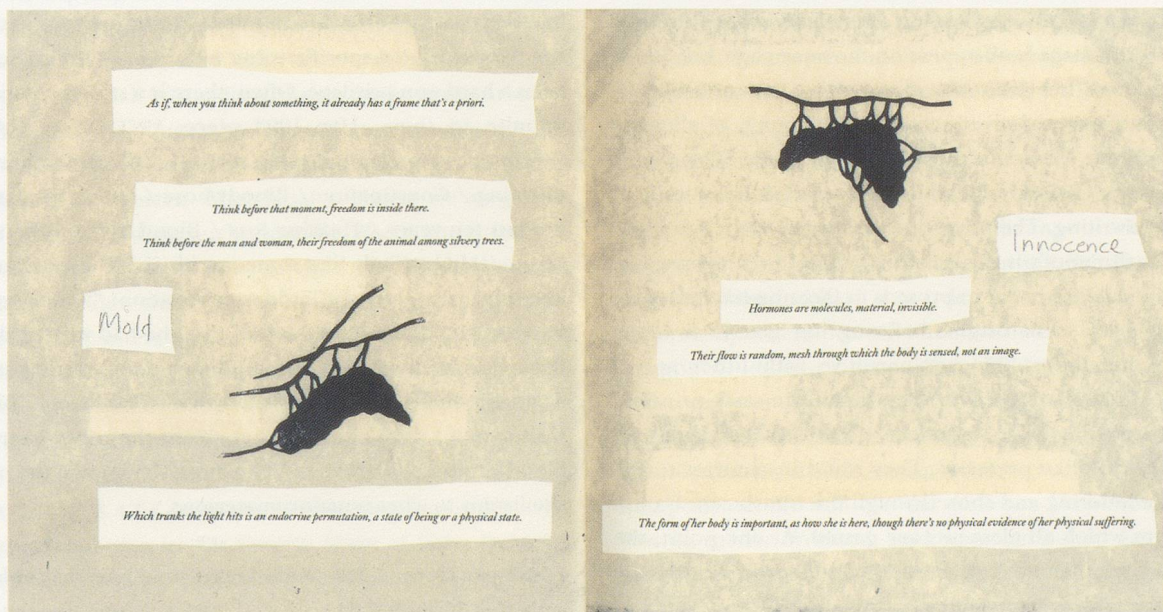 As if, when you think about something, it already has a frame that's a priori.
Think before that moment, freedom is inside there.
Think before the man and woman, their freedom of the animal among silvery trees.
Mold
Which trunks the light hits is an endocrine permutation, a state of being or a physical state.
Innocence
Hormones are molecules, material, invisible.
Their flow is random, mesh through which the body is sensed, not an image.
The form of her body is important, as how she is here, though there's no physical evidence of her physical suffering.